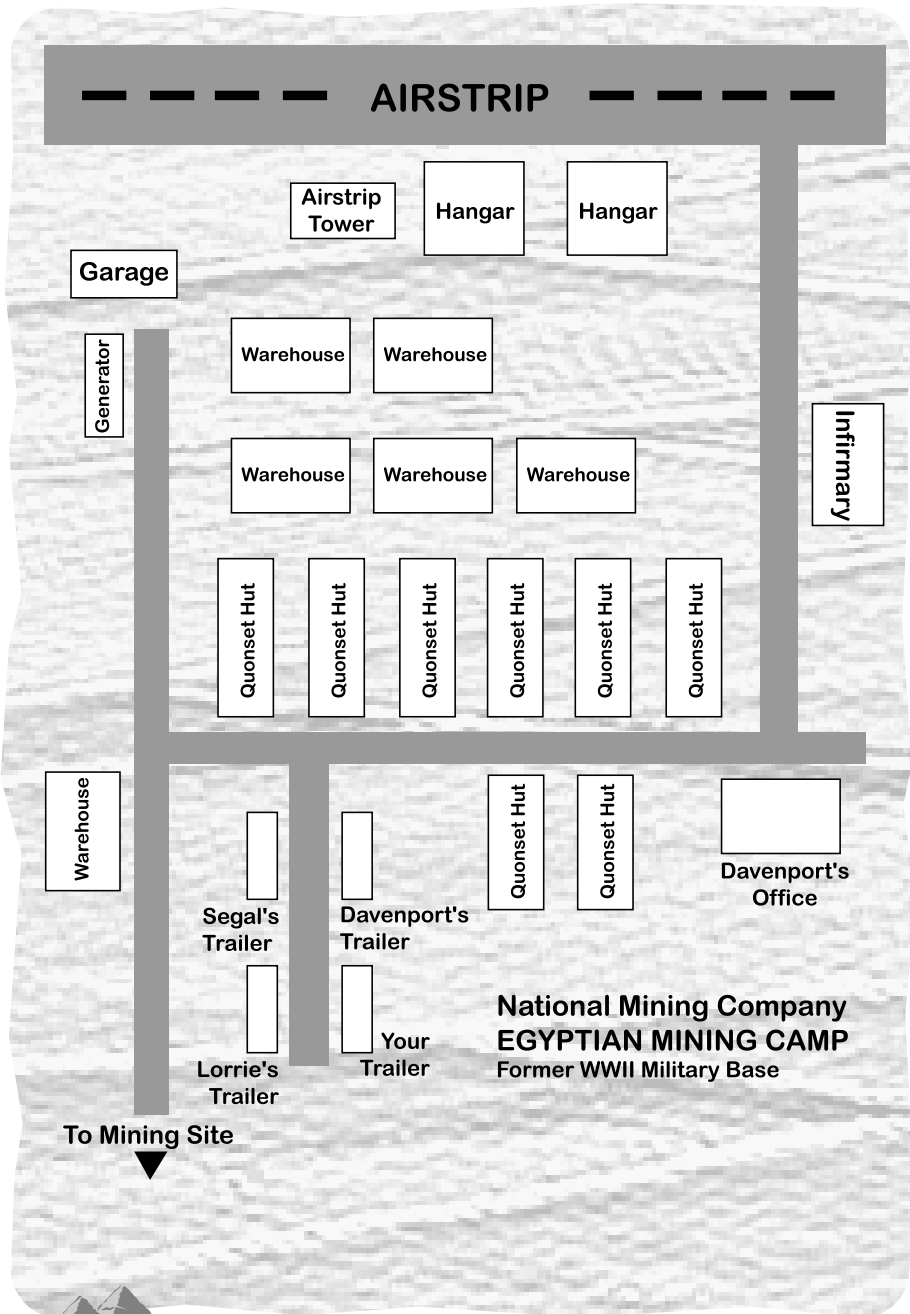 AIRSTRIP
Airstrip
Tower
Hangar
Hangar
Garage
Generator
Warehouse
Warehouse
Infirmary
Warehouse
Warehouse
Warehouse
Quonset Hut
Quonset Hut
Quonset Hut
Quonset Hut
Quonset Hut
Quonset Hut
Warehouse
Quonset Hut
Quonset Hut
Davenport's
Office
Segal's
Trailer
Davenport's
Trailer
National Mining Company
EGYPTIAN MINING CAMP
Former WWII Military Base
Your
Trailer
Lorrie's
Trailer
To Mining Site